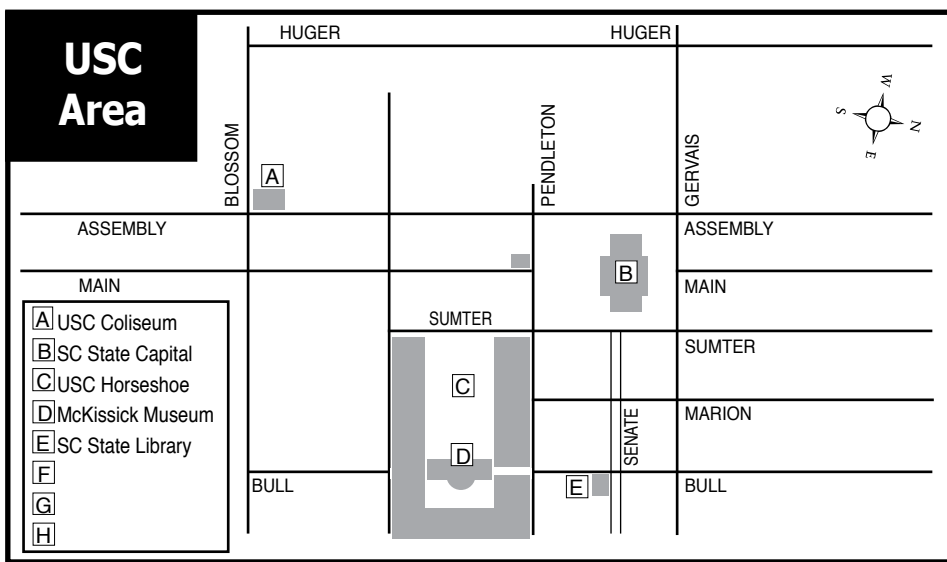 USC
Area
HUGER
HUGER
BLOSSOM
PENDLETON
GERVAIS
W
S
N
E
A
ASSEMBLY
ASSEMBLY
B
MAIN
MAIN
SUMTER
SUMTER
C
MARION
SENATE
D
BULL
E
BULL
A USC Coliseum
B SC State Capital
C USC Horseshoe
D McKissick Museum
E SC State Library
F
G
H